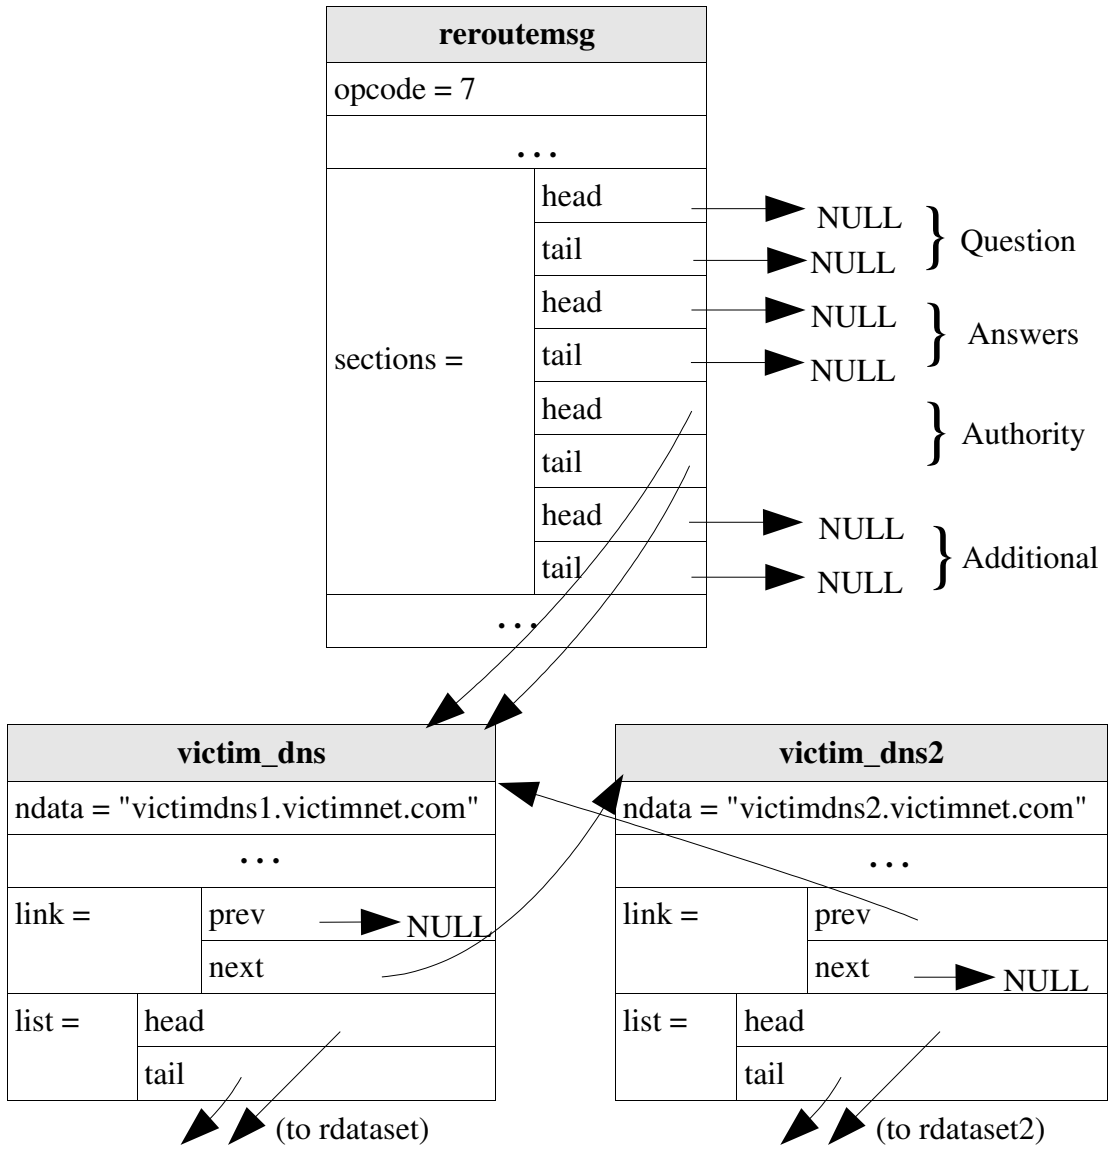 reroutemsg
opcode = 7
...
sections =
head
NULL
tail
NULL
} Question
head
NULL
tail
NULL
} Answers
head
tail
} Authority
head
NULL
tail
NULL
} Additional
...
victim_dns
ndata = "victimdns1.victimnet.com"
...
link =
prev
NULL
next
list =
head
tail
(to rdataset)
victim_dns2
ndata = "victimdns2.victimnet.com"
...
link =
prev
next
NULL
list =
head
tail
(to rdataset2)